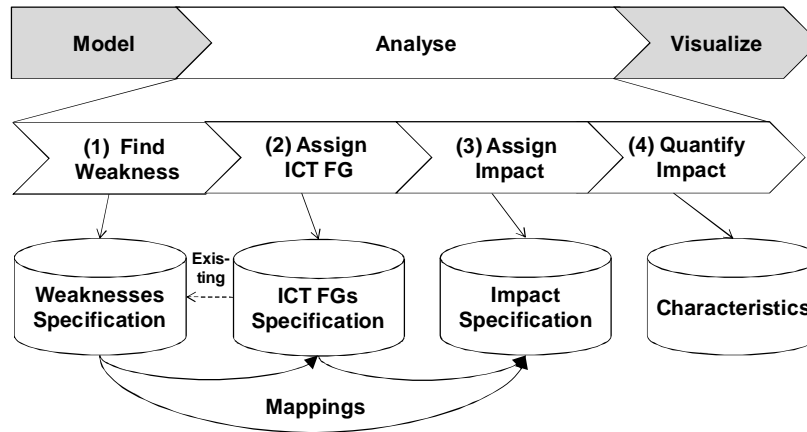 Model
Analyse
Visualize
(1) Find
Weakness
(2) Assign
ICT FG
(3) Assign
Impact
(4) Quantify
Impact
Exis-
ting
Weaknesses
Specification
ICT FGs
Specification
Impact
Specification
Characteristics
Mappings